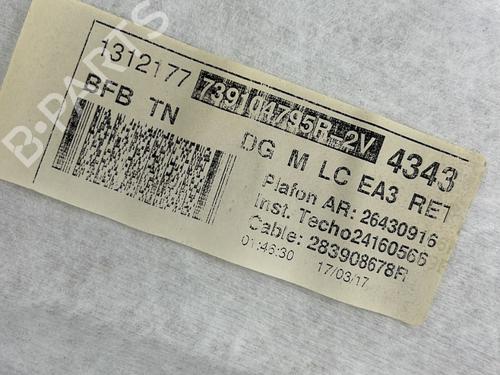 B-PARTS
1312177 739104795R-2V 4343
BFB TN DG M LC EA3 RET
Plafon AR: 26430916
Inst. Techo24160566
Cable: 283908678R
01:46:30 17/03/17